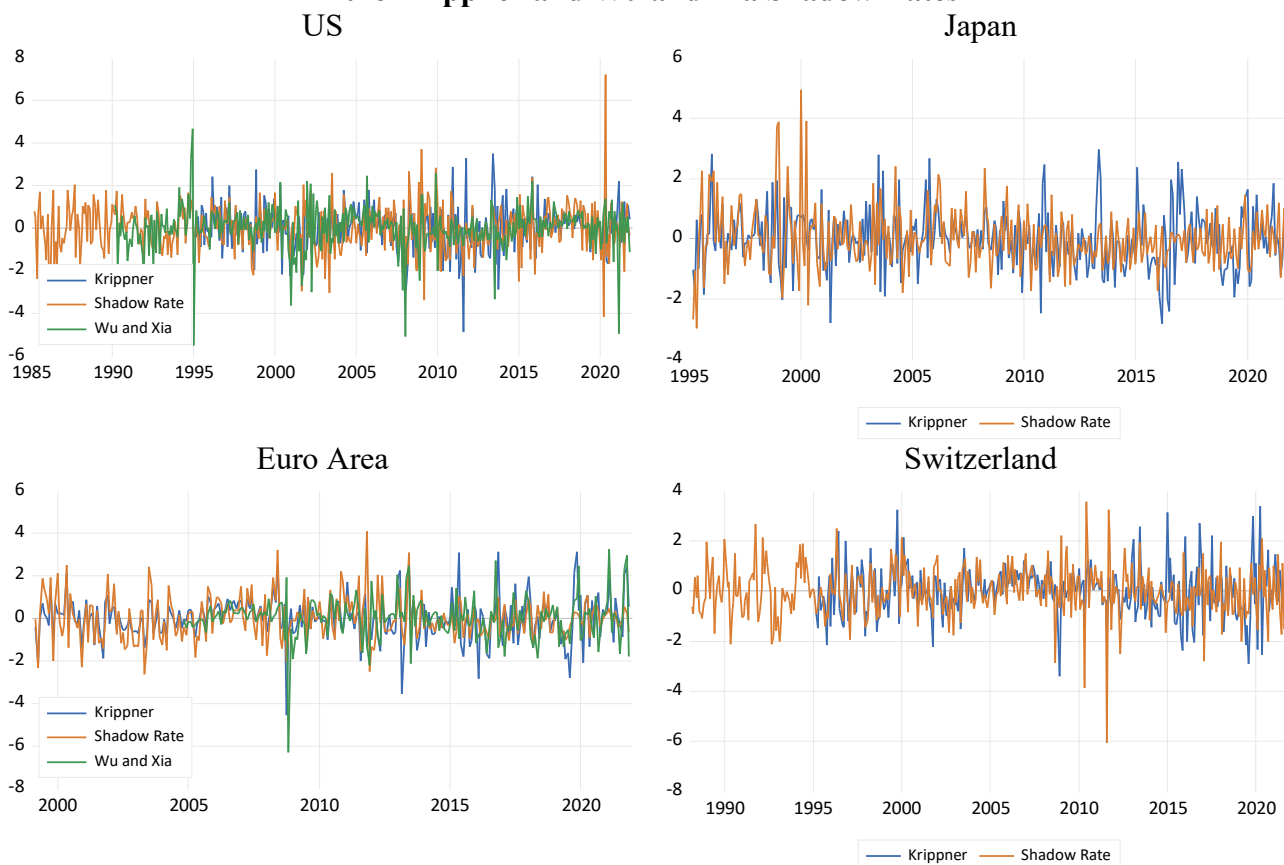 US
8
6
4
2
0
-2
-4
-6
Krippner
Shadow Rate
Wu and Xia
1985 1990 1995 2000 2005 2010 2015 2020
Japan
6
4
2
0
-2
-4
1995 2000 2005 2010 2015 2020
Krippner Shadow Rate
Euro Area
6
4
2
0
-2
-4
-6
-8
Krippner
Shadow Rate
Wu and Xia
2000 2005 2010 2015 2020
Switzerland
4
2
0
-2
-4
-6
-8
1990 1995 2000 2005 2010 2015 2020
Krippner Shadow Rate